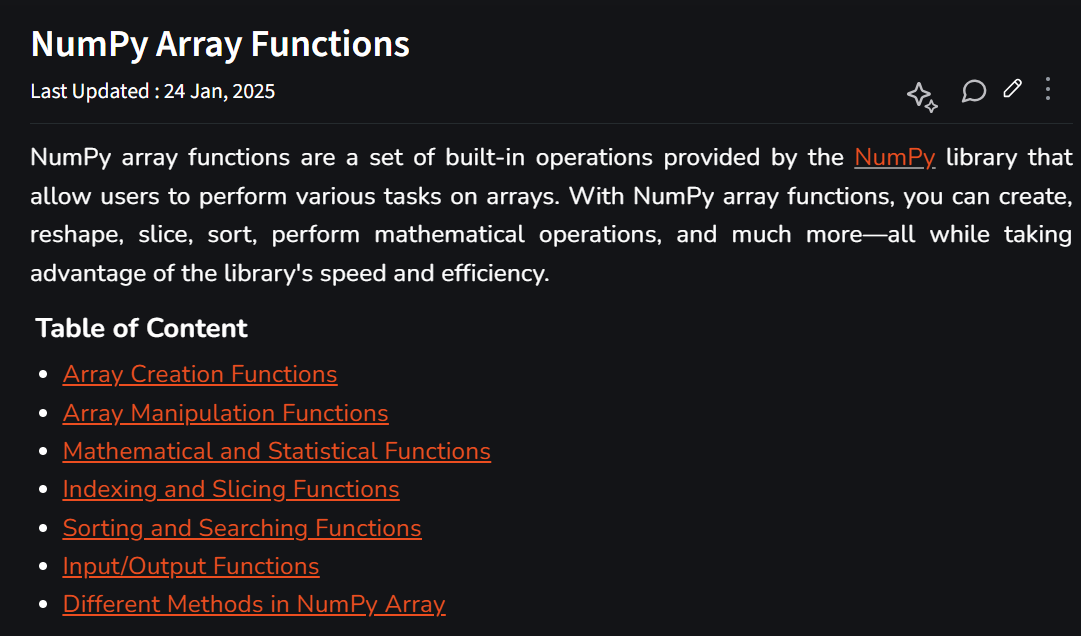 NumPy Array Functions
Last Updated : 24 Jan, 2025
NumPy array functions are a set of built-in operations provided by the NumPy library that
allow users to perform various tasks on arrays. With NumPy array functions, you can create,
reshape, slice, sort, perform mathematical operations, and much more—all while taking
advantage of the library's speed and efficiency.
Table of Content
Array Creation Functions
Array Manipulation Functions
Mathematical and Statistical Functions
Indexing and Slicing Functions
Sorting and Searching Functions
Input/Output Functions
Different Methods in NumPy Array